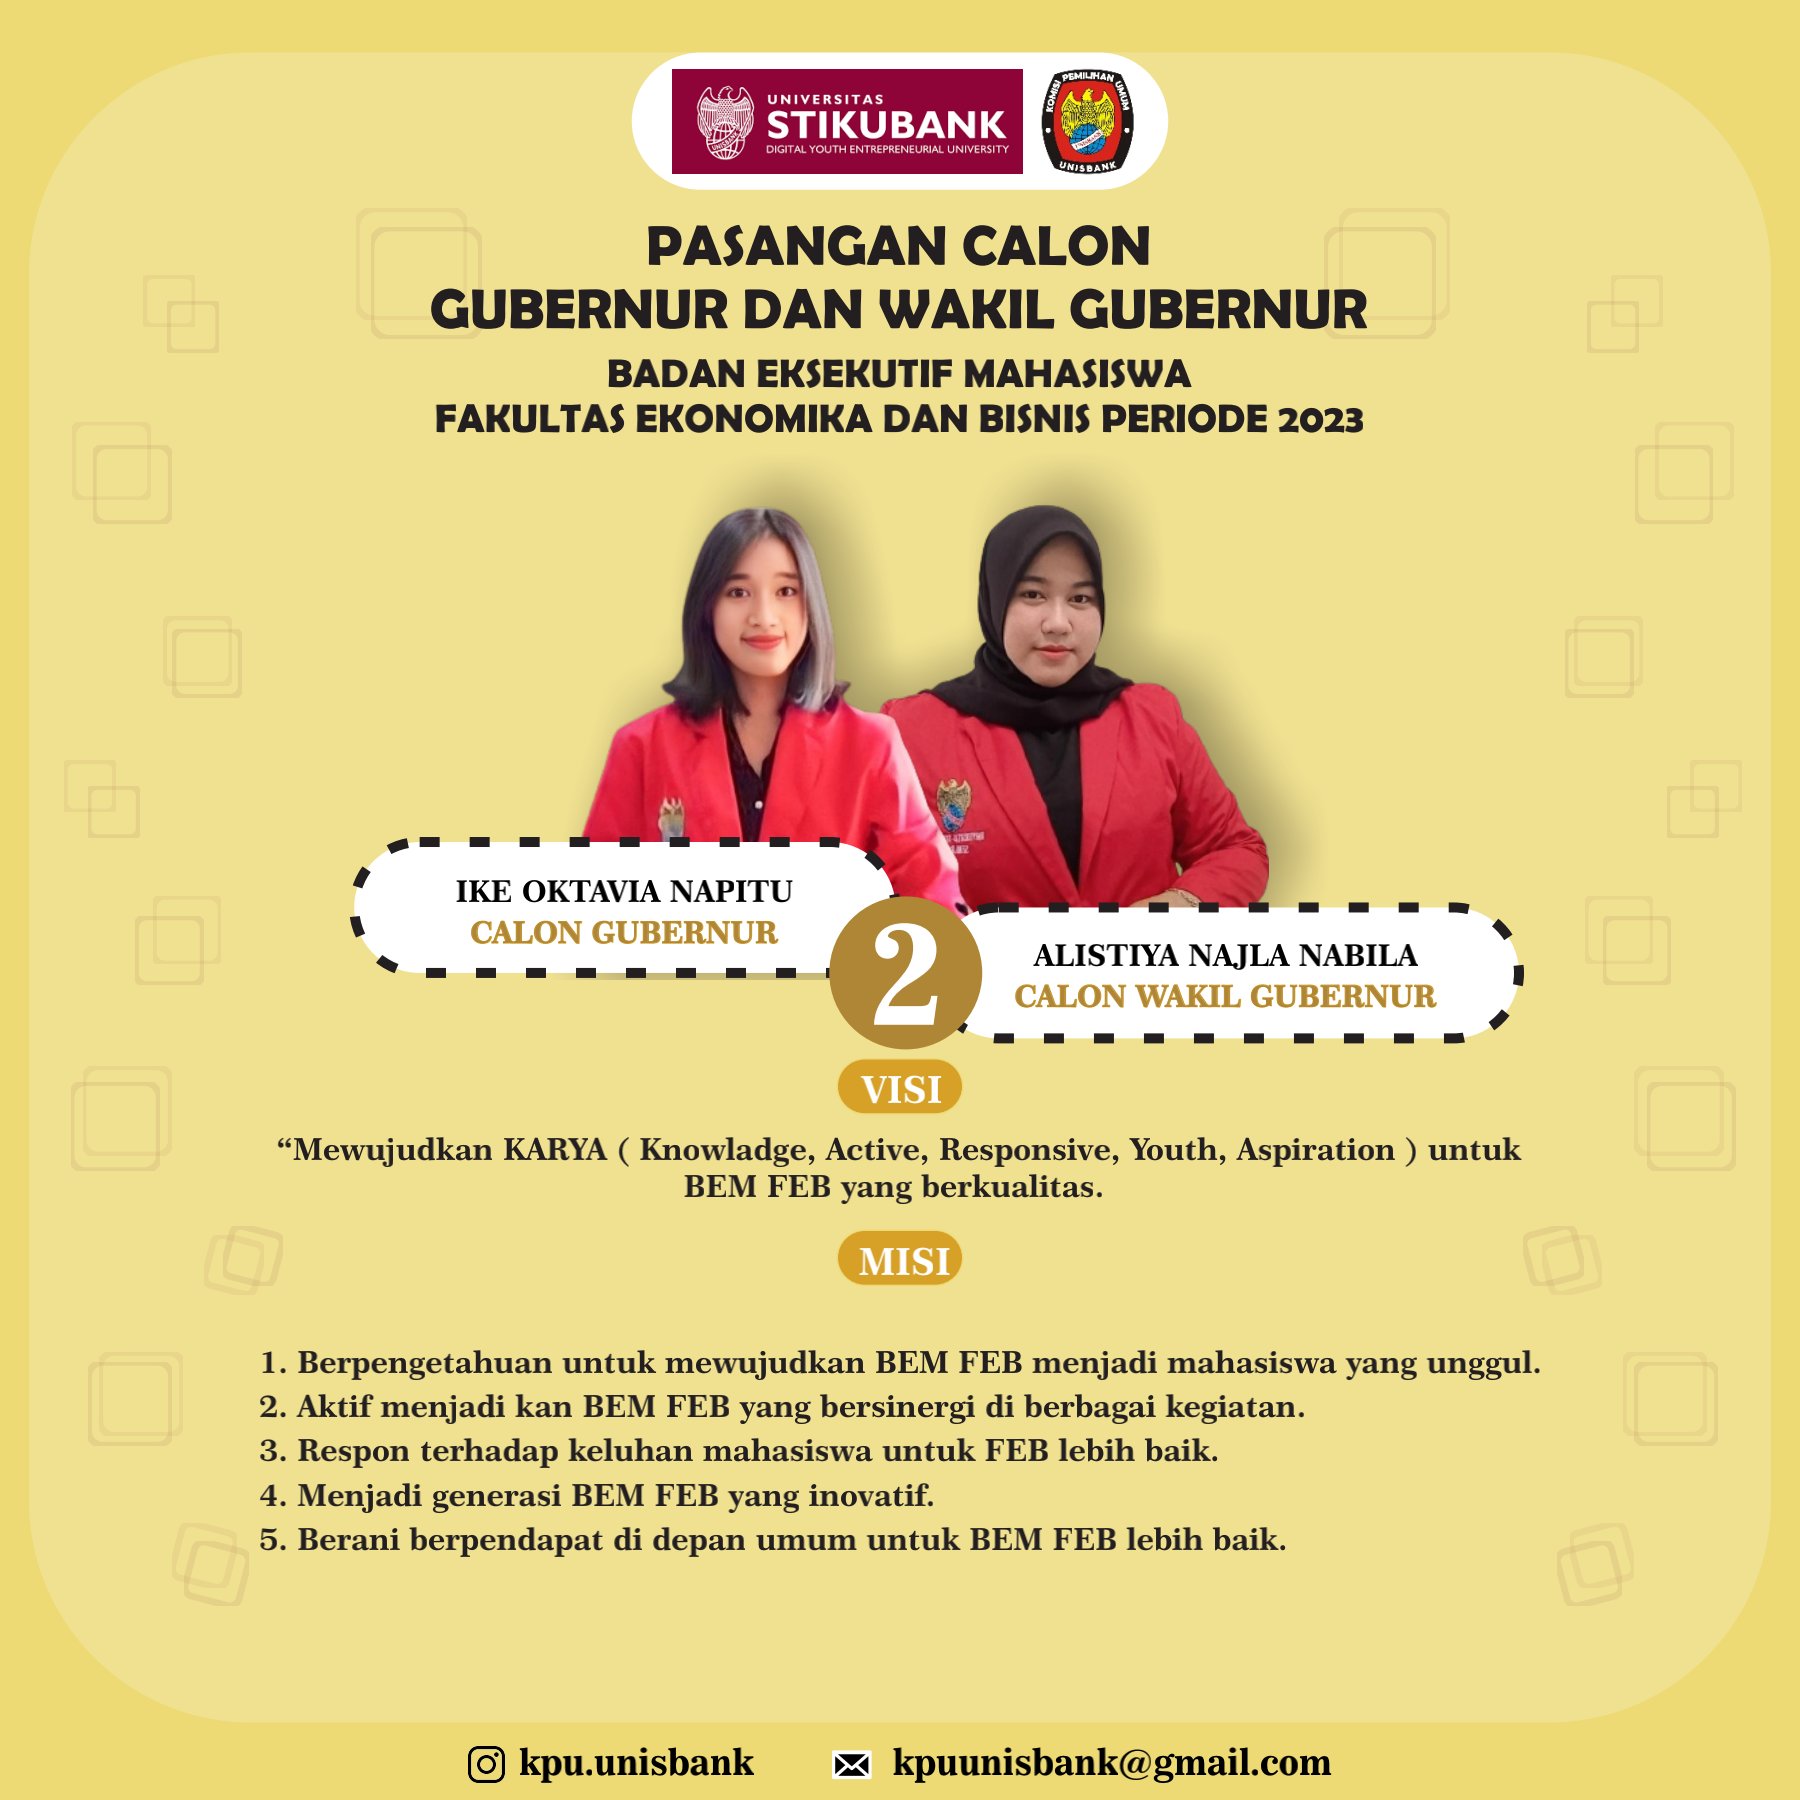 UNIVERSITAS
STIKUBANK
DIGITAL YOUTH ENTREPRENEURIAL UNIVERSITY
KOMISI PEMILIHAN UMUM
UNISBANK
PASANGAN CALON
GUBERNUR DAN WAKIL GUBERNUR
BADAN EKSEKUTIF MAHASISWA
FAKULTAS EKONOMIKA DAN BISNIS PERIODE 2023
IKE OKTAVIA NAPITU
CALON GUBERNUR
2
ALISTIYA NAJLA NABILA
CALON WAKIL GUBERNUR
VISI
“Mewujudkan KARYA ( Knowladge, Active, Responsive, Youth, Aspiration ) untuk
BEM FEB yang berkualitas.
MISI
1. Berpengetahuan untuk mewujudkan BEM FEB menjadi mahasiswa yang unggul.
2. Aktif menjadi kan BEM FEB yang bersinergi di berbagai kegiatan.
3. Respon terhadap keluhan mahasiswa untuk FEB lebih baik.
4. Menjadi generasi BEM FEB yang inovatif.
5. Berani berpendapat di depan umum untuk BEM FEB lebih baik.
kpu.unisbank
kpuunisbank@gmail.com